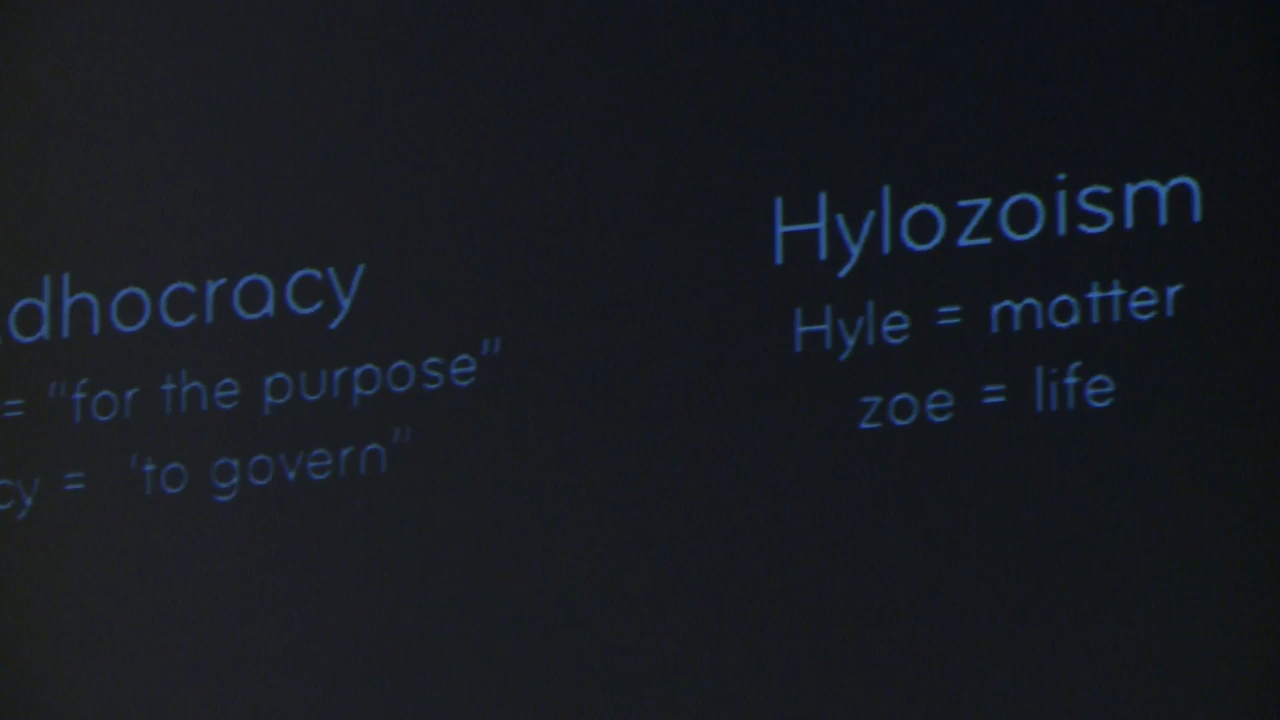 dhocracy
= "for the purpose"
cy = 'to govern"
Hylozoism
Hyle = matter
zoe = life